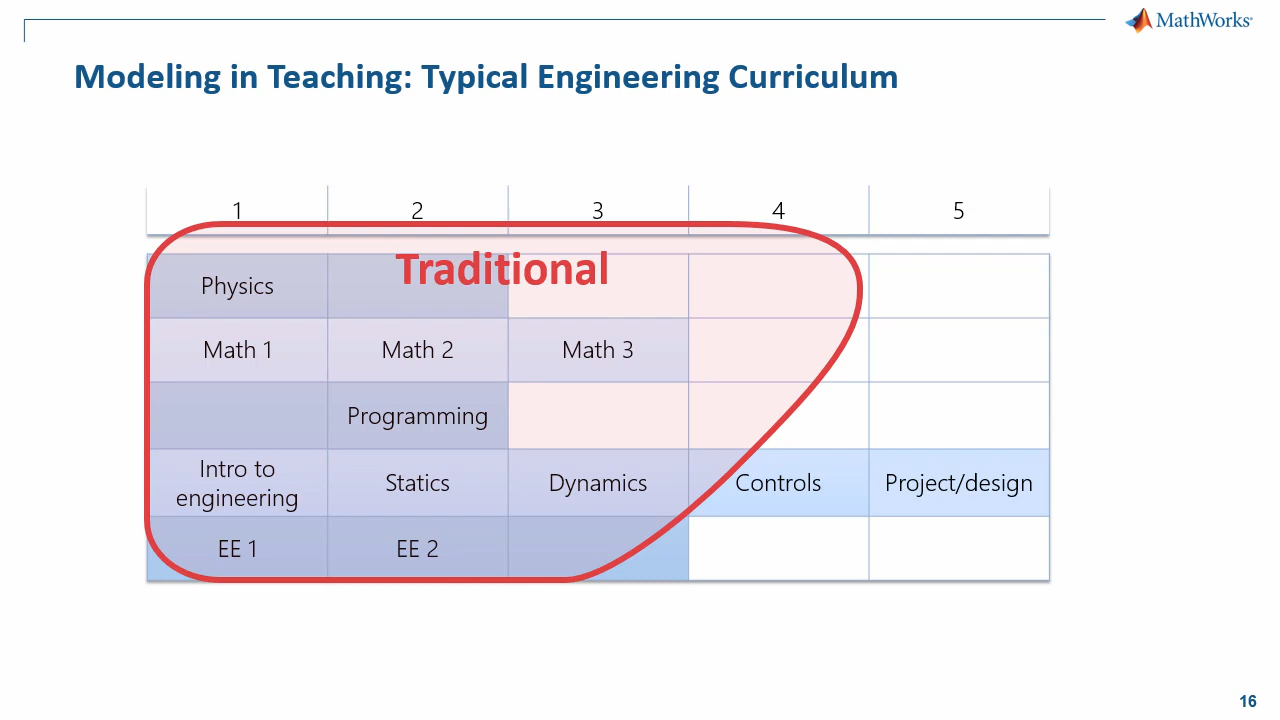 MathWorks®
Modeling in Teaching: Typical Engineering Curriculum
1 2 3 4 5
Traditional
Physics
Math 1 Math 2 Math 3
Programming
Intro to
engineering Statics Dynamics Controls Project/design
EE 1 EE 2
16